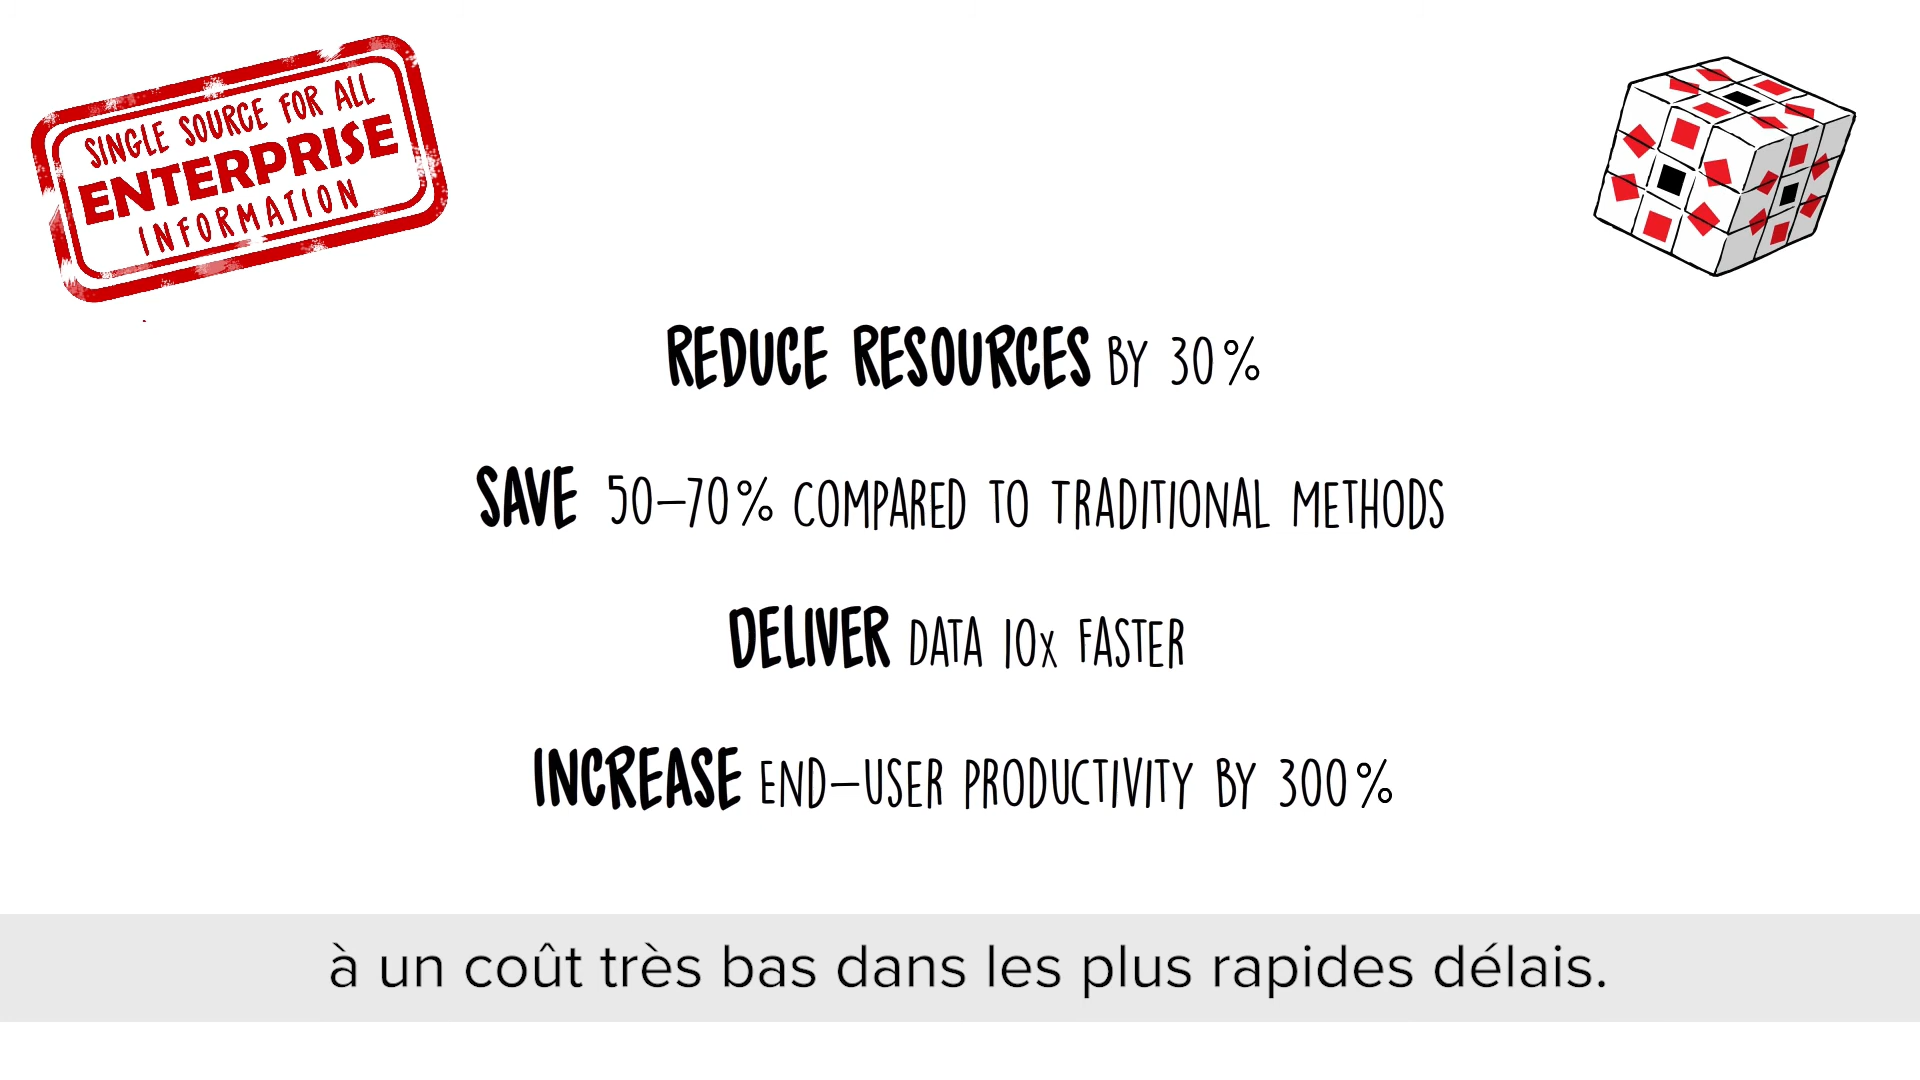 SINGLE SOURCE FOR ALL
ENTERPRISE
INFORMATION
REDUCE RESOURCES BY 30%
SAVE 50–70% COMPARED TO TRADITIONAL METHODS
DELIVER DATA 10x FASTER
INCREASE END–USER PRODUCTIVITY BY 300%
à un coût très bas dans les plus rapides délais.